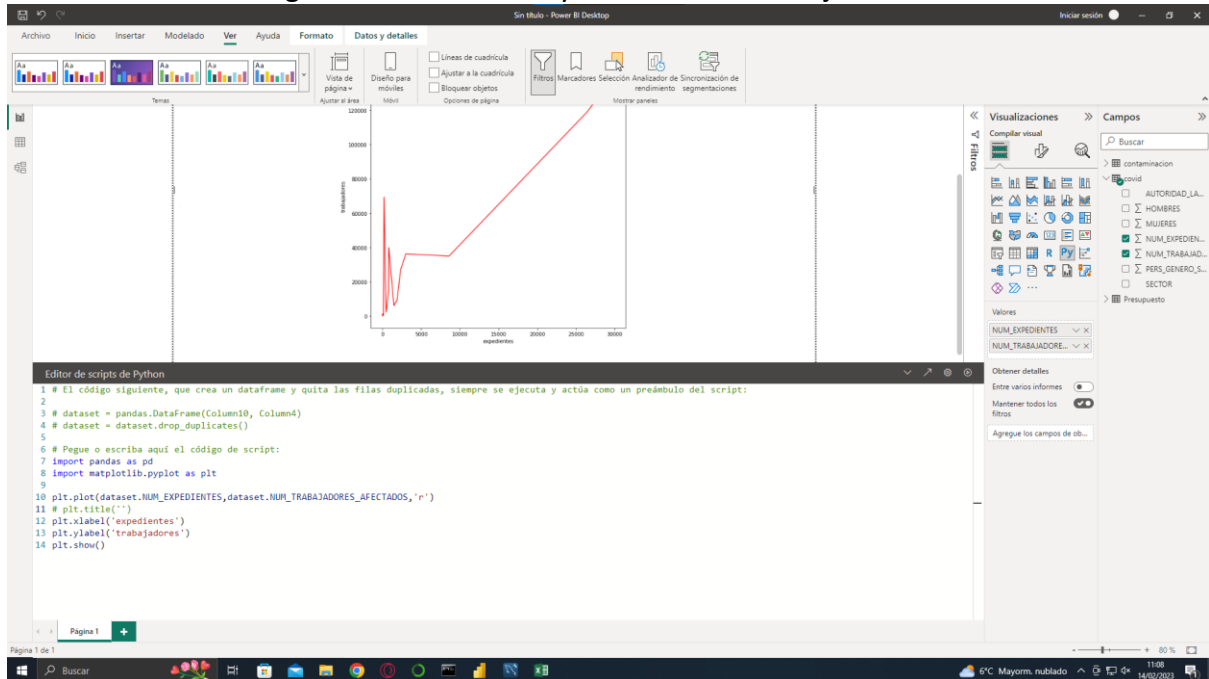 Sin título - Power BI Desktop
Iniciar sesión
Archivo Inicio Insertar Modelado Ver Ayuda Formato Datos y detalles
Aa Aa Aa Aa Aa Aa
Temas
Vista de página
Ajustar al área
Diseño para móviles
Móvil
Líneas de cuadrícula
Ajustar a la cuadrícula
Bloquear objetos
Opciones de página
Filtros
Marcadores
Selección
Analizador de rendimiento
Sincronización de segmentaciones
Mostrar paneles
120000
100000
80000
60000
40000
20000
0
trabajadores
0 5000 10000 15000 20000 25000 30000
expedientes
Filtros
Visualizaciones
Compilar visual
R Py
Valores
NUM_EXPEDIENTES
NUM_TRABAJADORE...
Obtener detalles
Entre varios informes
Mantener todos los filtros
Agregue los campos de ob...
Campos
Buscar
contaminacion
covid
AUTORIDAD_LA...
∑ HOMBRES
∑ MUJERES
∑ NUM_EXPEDIEN...
∑ NUM_TRABAJAD...
∑ PERS_GENERO_S...
SECTOR
Presupuesto
Editor de scripts de Python
1 # El código siguiente, que crea un dataframe y quita las filas duplicadas, siempre se ejecuta y actúa como un preámbulo del script:
2
3 # dataset = pandas.DataFrame(Column10, Column4)
4 # dataset = dataset.drop_duplicates()
5
6 # Pegue o escriba aquí el código de script:
7 import pandas as pd
8 import matplotlib.pyplot as plt
9
10 plt.plot(dataset.NUM_EXPEDIENTES,dataset.NUM_TRABAJADORES_AFECTADOS,'r')
11 # plt.title('')
12 plt.xlabel('expedientes')
13 plt.ylabel('trabajadores')
14 plt.show()
Página 1
Página 1 de 1
80 %
Buscar
6°C Mayorm. nublado
11:08
14/02/2023